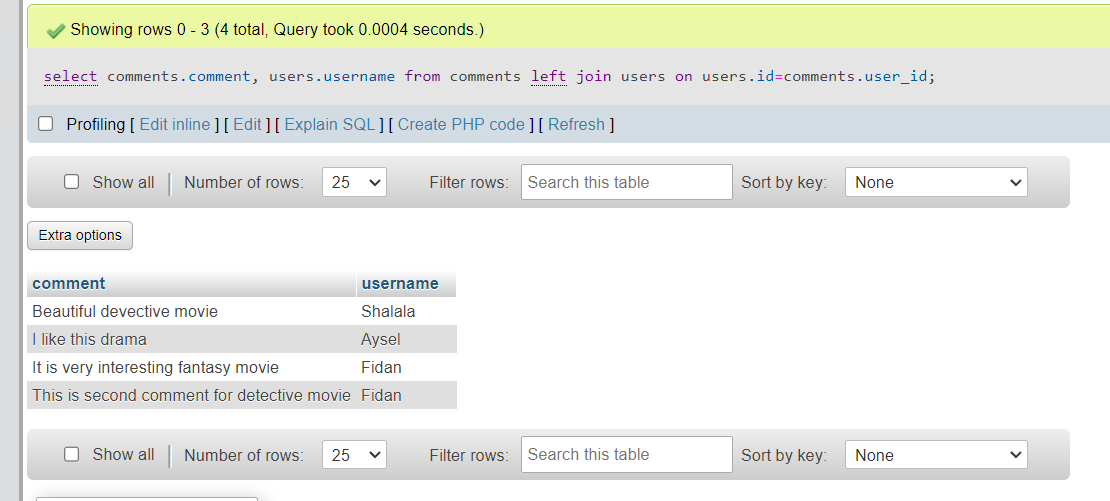 Showing rows 0 - 3 (4 total, Query took 0.0004 seconds.)
select comments.comment, users.username from comments left join users on users.id=comments.user_id;
Profiling [ Edit inline ] [ Edit ] [ Explain SQL ] [ Create PHP code ] [ Refresh ]
Show all | Number of rows: 25 Filter rows: Search this table Sort by key: None
Extra options
comment username
Beautiful devective movie Shalala
I like this drama Aysel
It is very interesting fantasy movie Fidan
This is second comment for detective movie Fidan
Show all | Number of rows: 25 Filter rows: Search this table Sort by key: None